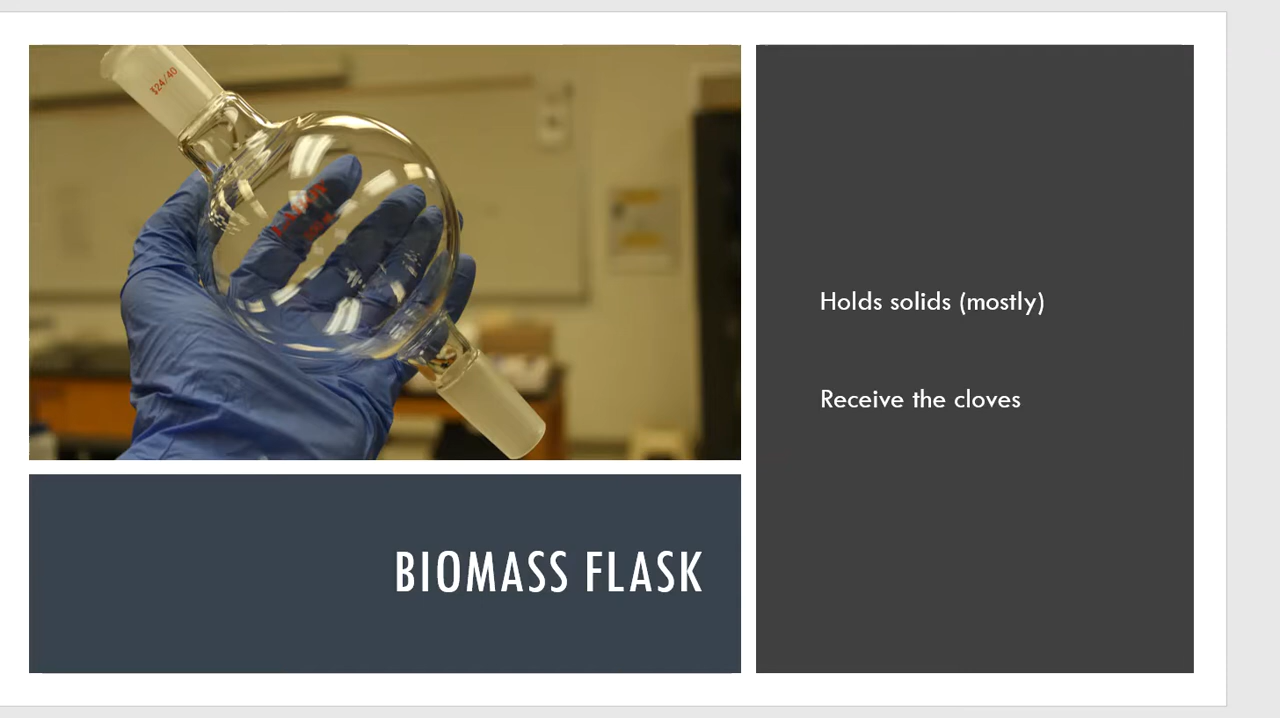 24/40
BIOMASS FLASK
Holds solids (mostly)
Receive the cloves